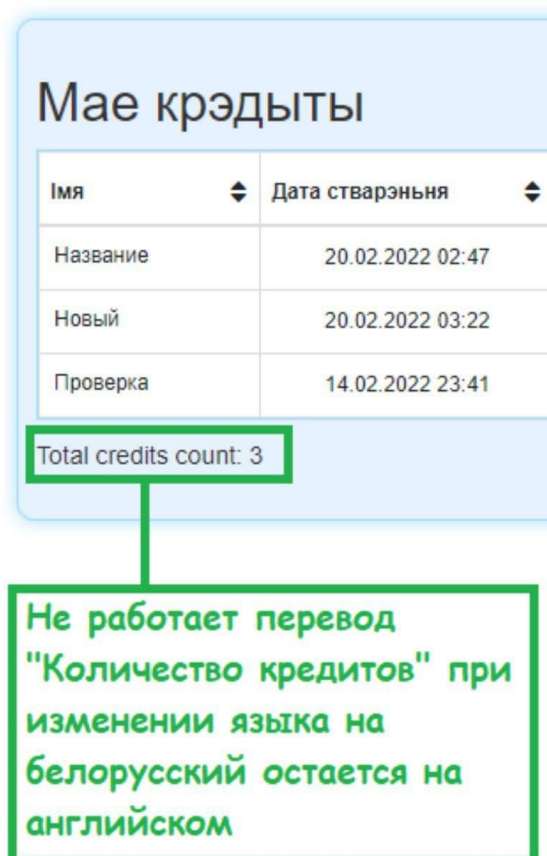 Мае крэдыты
Імя Дата стварэньня
Название 20.02.2022 02:47
Новый 20.02.2022 03:22
Проверка 14.02.2022 23:41
Total credits count: 3
Не работает перевод
"Количество кредитов" при
изменении языка на
белорусский остается на
английском